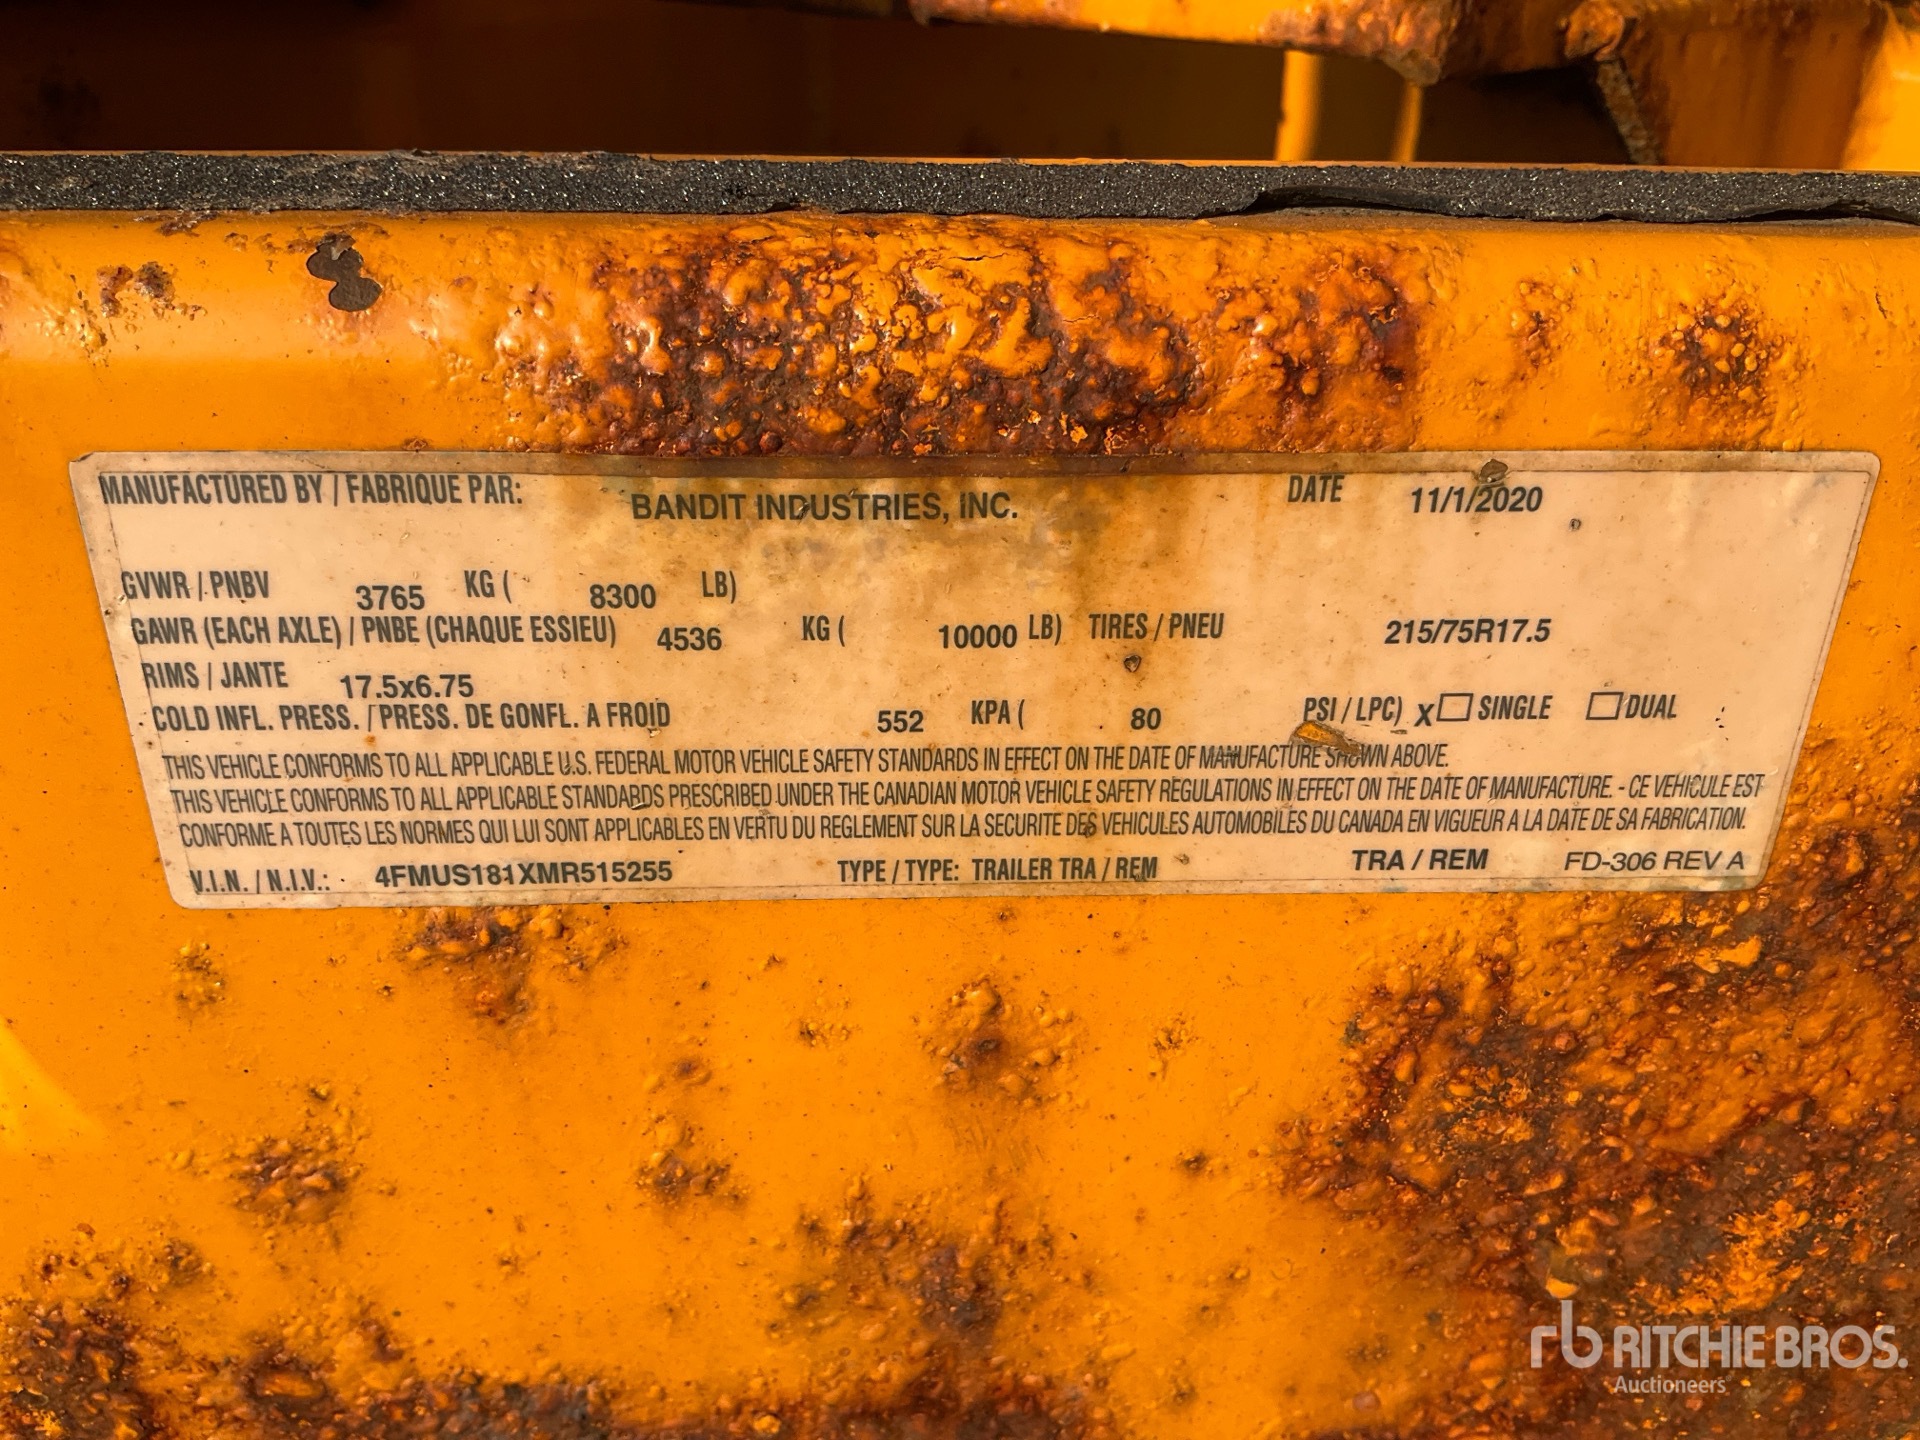 MANUFACTURED BY / FABRIQUE PAR: BANDIT INDUSTRIES, INC. DATE 11/1/2020
GVWR / PNBV 3765 KG ( 8300 LB)
GAWR (EACH AXLE) / PNBE (CHAQUE ESSIEU) 4536 KG ( 10000 LB) TIRES / PNEU 215/75R17.5
RIMS / JANTE 17.5x6.75
COLD INFL. PRESS. / PRESS. DE GONFL. A FROID 552 KPA ( 80 PSI / LPC) X SINGLE DUAL
THIS VEHICLE CONFORMS TO ALL APPLICABLE U.S. FEDERAL MOTOR VEHICLE SAFETY STANDARDS IN EFFECT ON THE DATE OF MANUFACTURE SHOWN ABOVE.
THIS VEHICLE CONFORMS TO ALL APPLICABLE STANDARDS PRESCRIBED UNDER THE CANADIAN MOTOR VEHICLE SAFETY REGULATIONS IN EFFECT ON THE DATE OF MANUFACTURE. - CE VEHICULE EST
CONFORME A TOUTES LES NORMES QUI LUI SONT APPLICABLES EN VERTU DU REGLEMENT SUR LA SECURITE DES VEHICULES AUTOMOBILES DU CANADA EN VIGUEUR A LA DATE DE SA FABRICATION.
V.I.N. / N.I.V.: 4FMUS181XMR515255 TYPE / TYPE: TRAILER TRA / REM TRA / REM FD-306 REV A
rb RITCHIE BROS.
Auctioneers